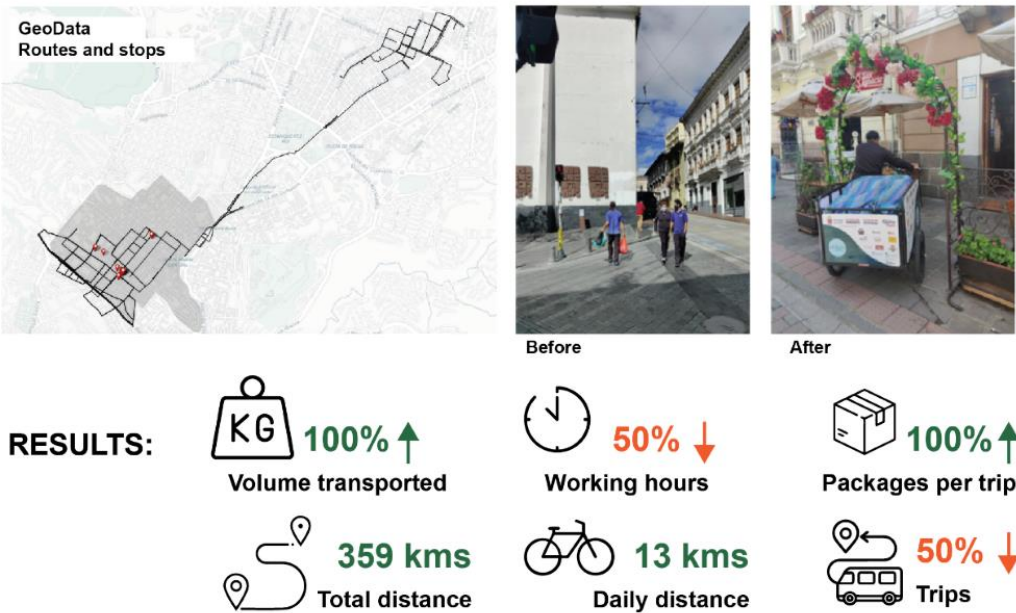 GeoData
Routes and stops
Before
After
RESULTS:
KG
100%
Volume transported
50%
Working hours
100%
Packages per trip
359 kms
Total distance
13 kms
Daily distance
50%
Trips